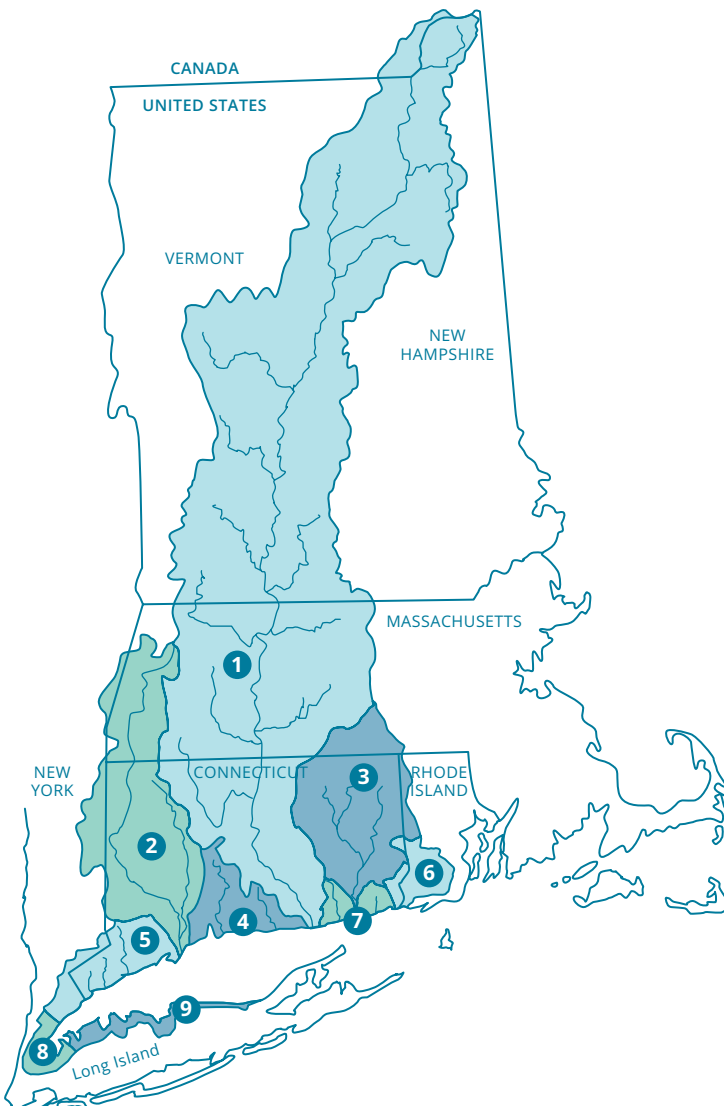 CANADA
UNITED STATES
VERMONT
NEW
HAMPSHIRE
MASSACHUSETTS
1
NEW
YORK
CONNECTICUT
3
RHODE
ISLAND
2
6
4
7
5
9
8
Long Island